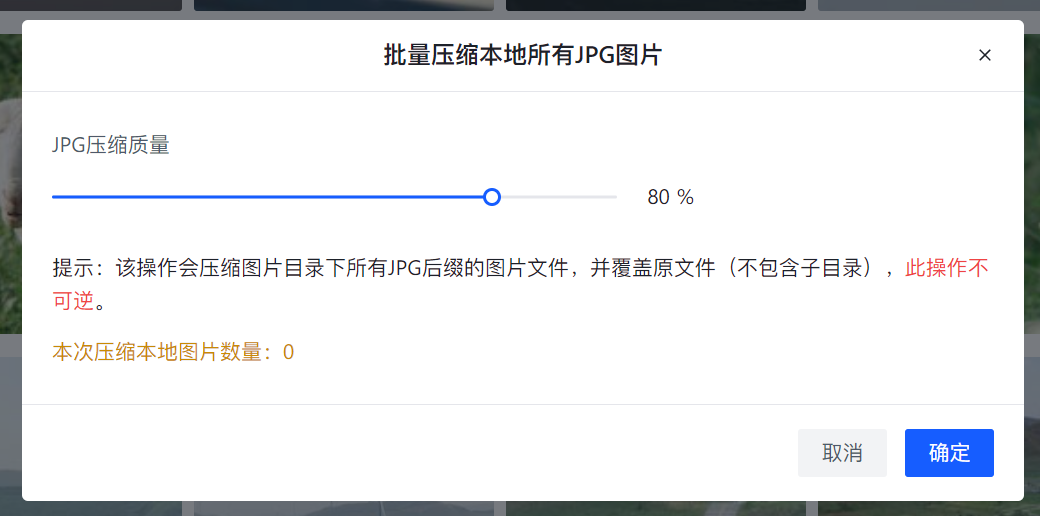 批量压缩本地所有JPG图片
JPG压缩质量
80 %
提示：该操作会压缩图片目录下所有JPG后缀的图片文件，并覆盖原文件（不包含子目录），此操作不
可逆。
本次压缩本地图片数量：0
取消
确定